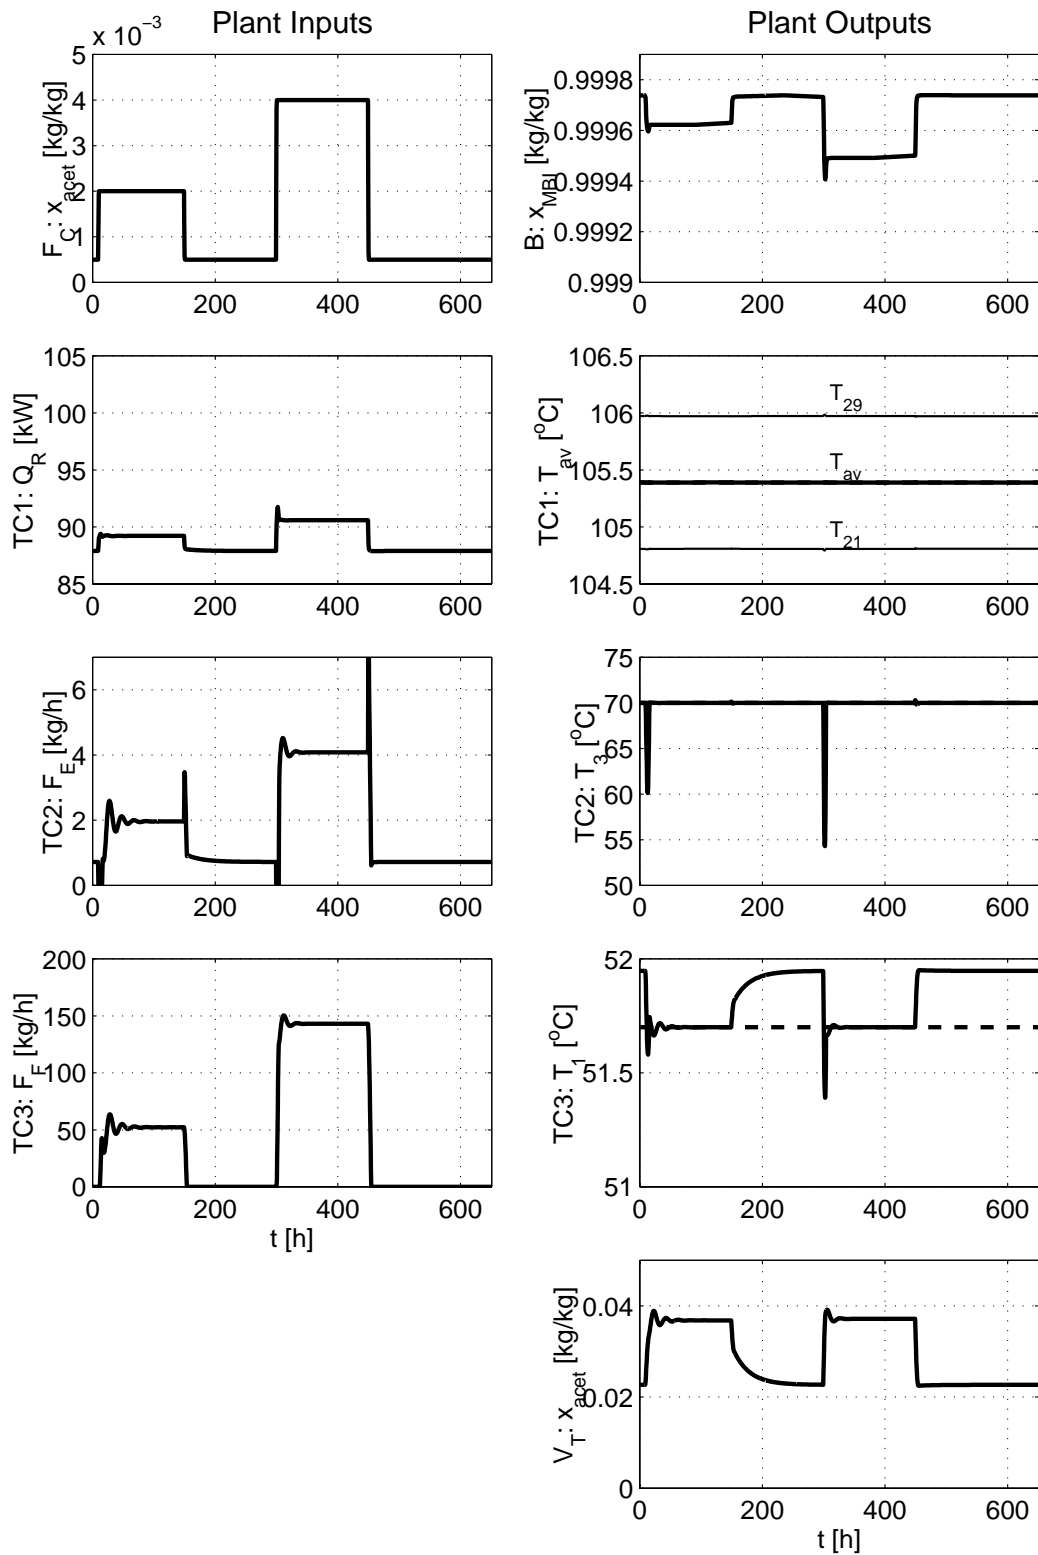 Plant Inputs
x 10^−3
5
4
3
2
1
0
0 200 400 600
F_C: x_acet [kg/kg]
Plant Outputs
0.9998
0.9996
0.9994
0.9992
0.999
0 200 400 600
B: x_MBI [kg/kg]
105
100
95
90
85
0 200 400 600
TC1: Q_R [kW]
106.5
106
105.5
105
104.5
0 200 400 600
TC1: T_av [°C]
T_29
T_av
T_21
6
4
2
0
0 200 400 600
TC2: F_E [kg/h]
75
70
65
60
55
50
0 200 400 600
TC2: T_3 [°C]
200
150
100
50
0
0 200 400 600
TC3: F_F [kg/h]
t [h]
52
51.5
51
0 200 400 600
TC3: T_1 [°C]
0.04
0.02
0
0 200 400 600
V_T: x_acet [kg/kg]
t [h]